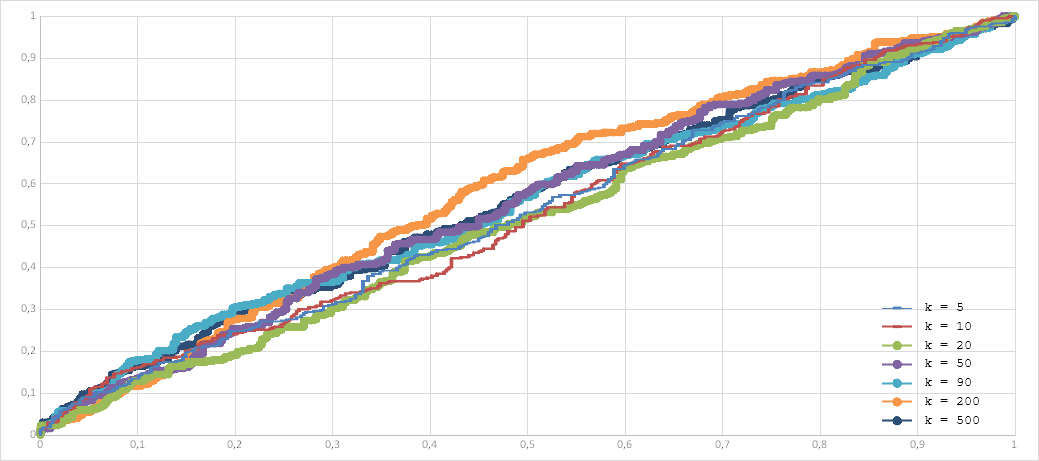 1
0,9
0,8
0,7
0,6
0,5
0,4
0,3
0,2
0,1
0
0 0,1 0,2 0,3 0,4 0,5 0,6 0,7 0,8 0,9 1
k = 5
k = 10
k = 20
k = 50
k = 90
k = 200
k = 500